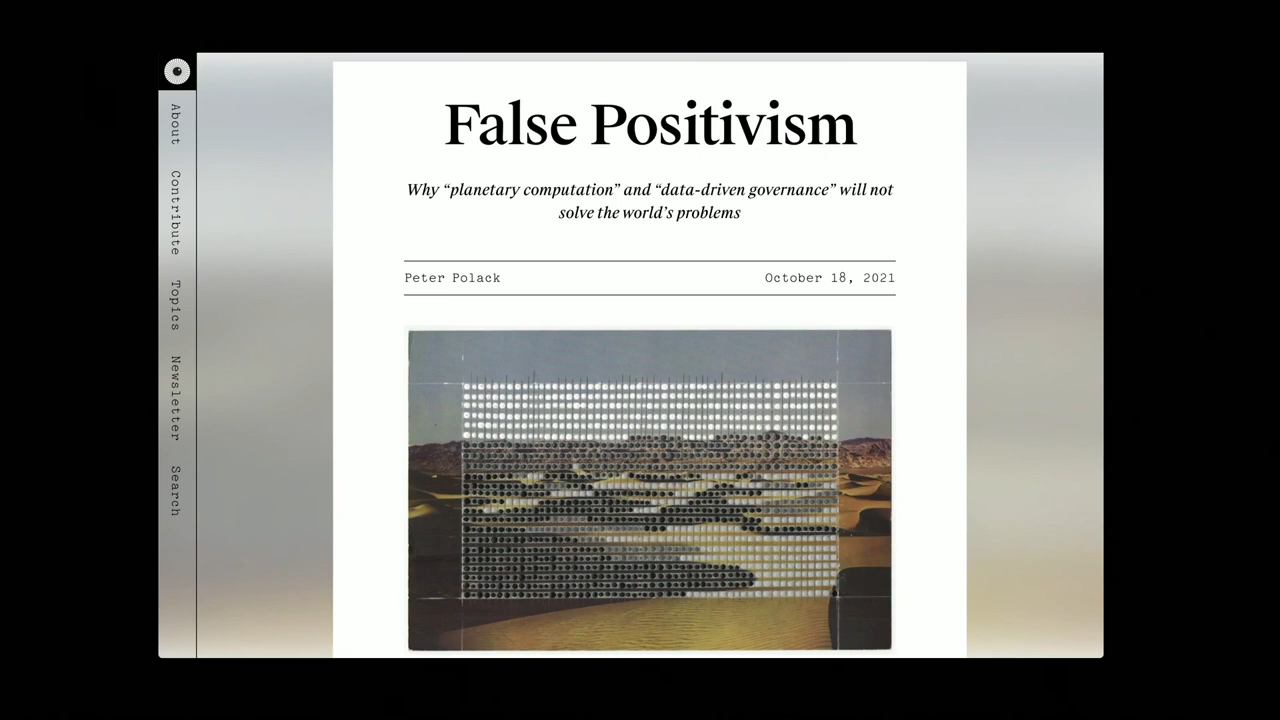 About
Contribute
Topics
Newsletter
Search
False Positivism
Why “planetary computation” and “data-driven governance” will not
solve the world’s problems
Peter Polack
October 18, 2021